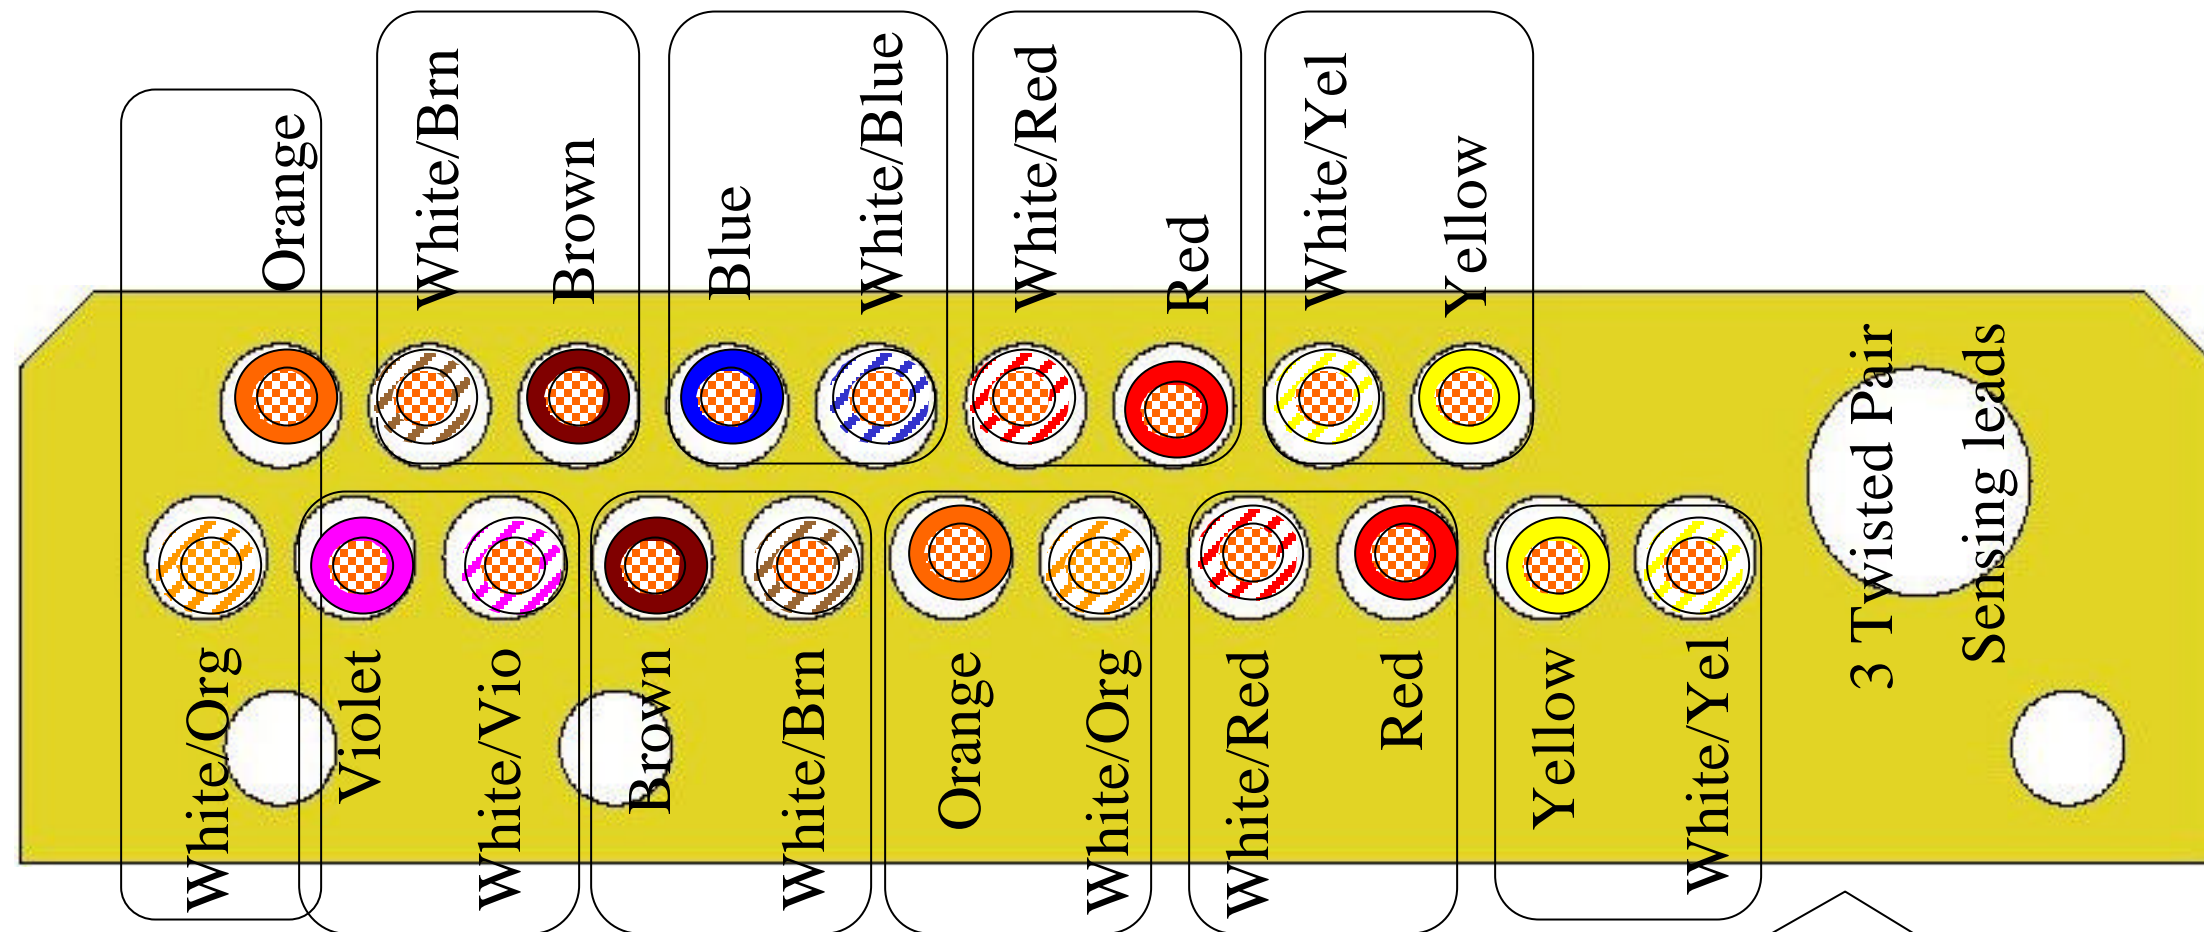 Orange
White/Brn
Brown
Blue
White/Blue
White/Red
Red
White/Yel
Yellow
White/Org
Violet
White/Vio
Brown
White/Brn
Orange
White/Org
White/Red
Red
Yellow
White/Yel
3 Twisted Pair
Sensing leads